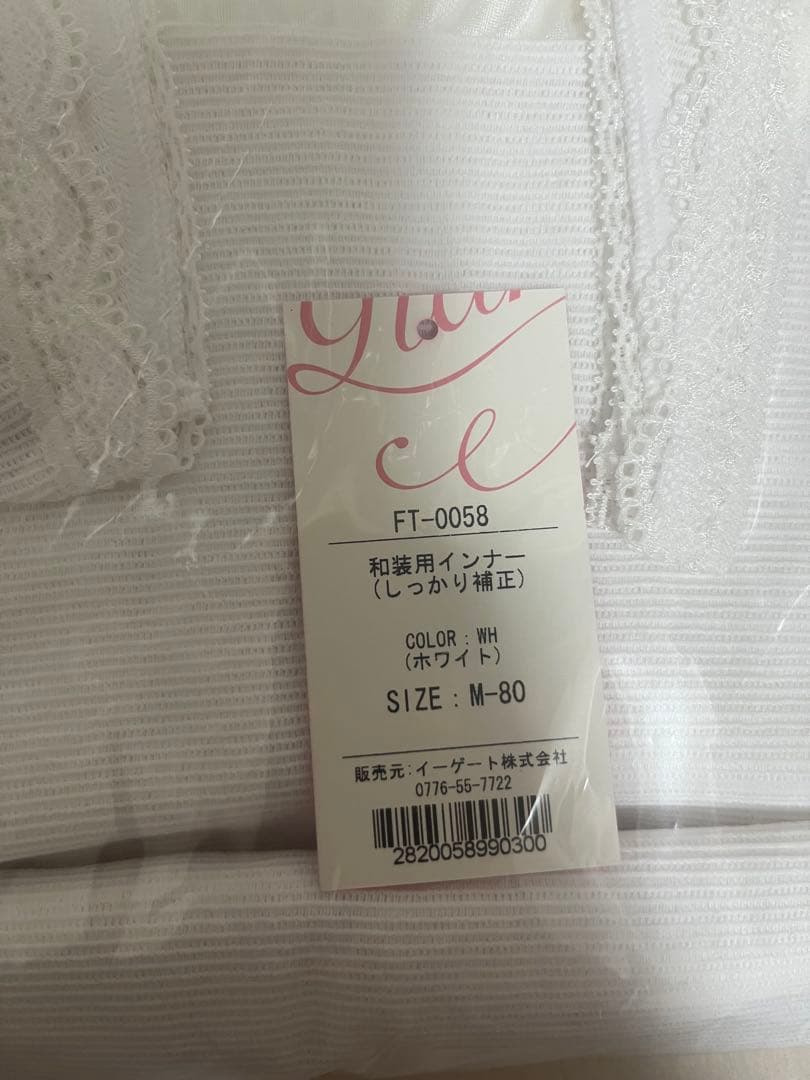 FT-0058
和装用インナー
(しっかり補正)
COLOR : WH
(ホワイト)
SIZE : M-80
販売元:イーゲート株式会社
0776-55-7722
2820058990300